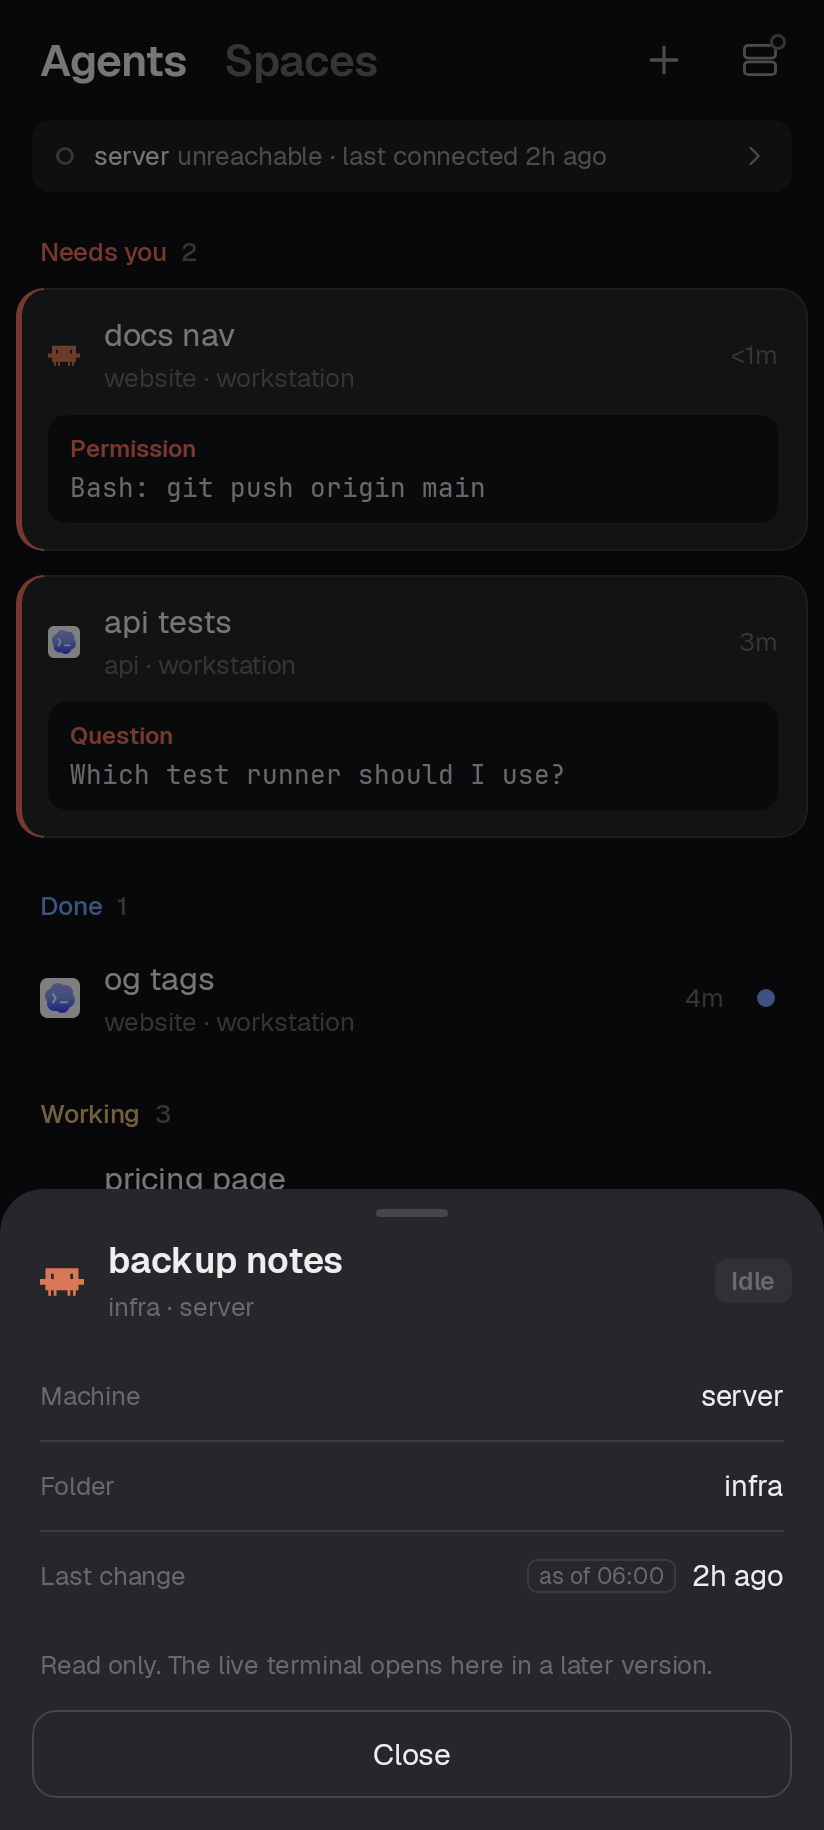 Agents Spaces
server unreachable · last connected 2h ago
Needs you 2
docs nav
website · workstation
<1m
Permission
Bash: git push origin main
api tests
api · workstation
3m
Question
Which test runner should I use?
Done 1
og tags
website · workstation
4m
Working 3
pricing page
backup notes
infra · server
Idle
Machine server
Folder infra
Last change as of 06:00 2h ago
Read only. The live terminal opens here in a later version.
Close